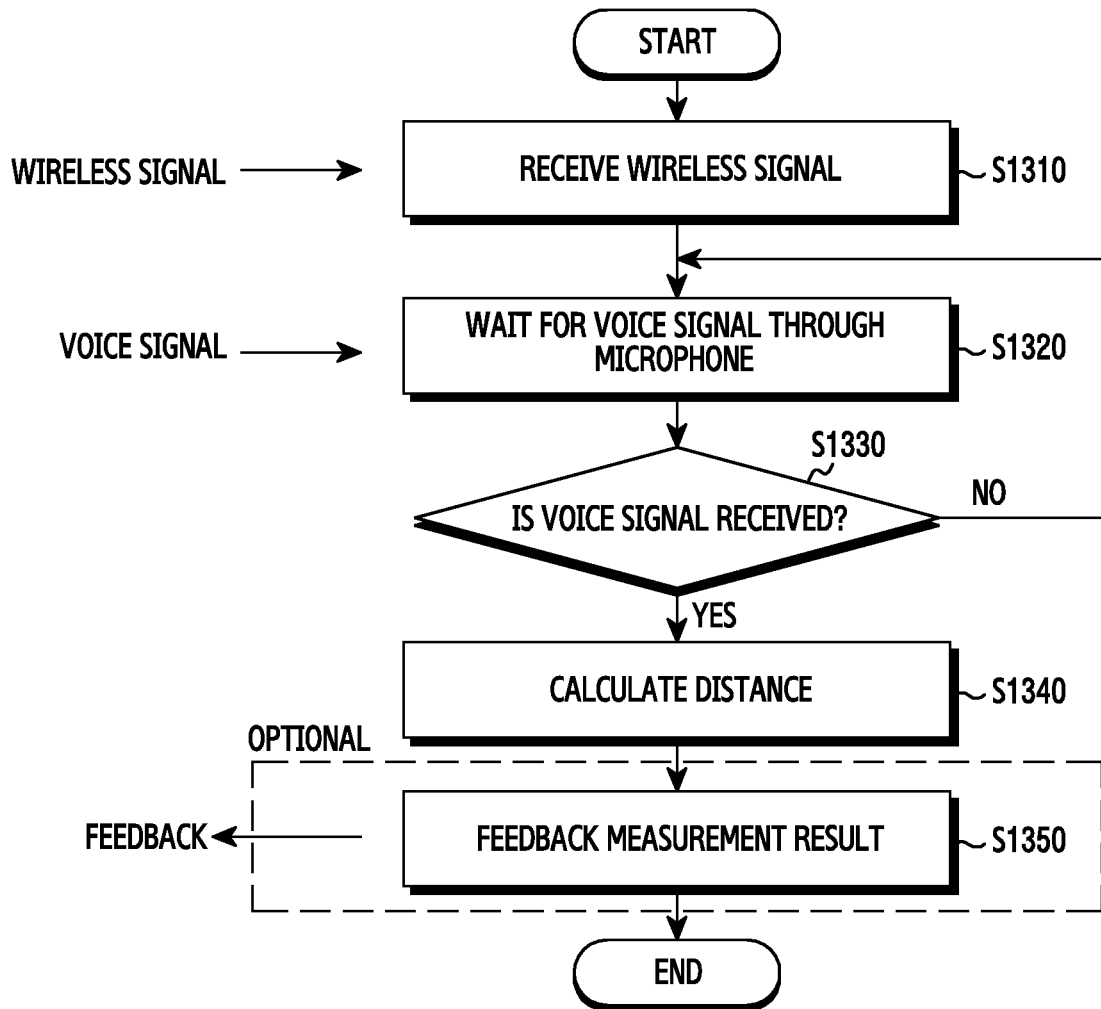 START
WIRELESS SIGNAL
RECEIVE WIRELESS SIGNAL
S1310
VOICE SIGNAL
WAIT FOR VOICE SIGNAL THROUGH
MICROPHONE
S1320
S1330
IS VOICE SIGNAL RECEIVED?
NO
YES
CALCULATE DISTANCE
S1340
OPTIONAL
FEEDBACK
FEEDBACK MEASUREMENT RESULT
S1350
END